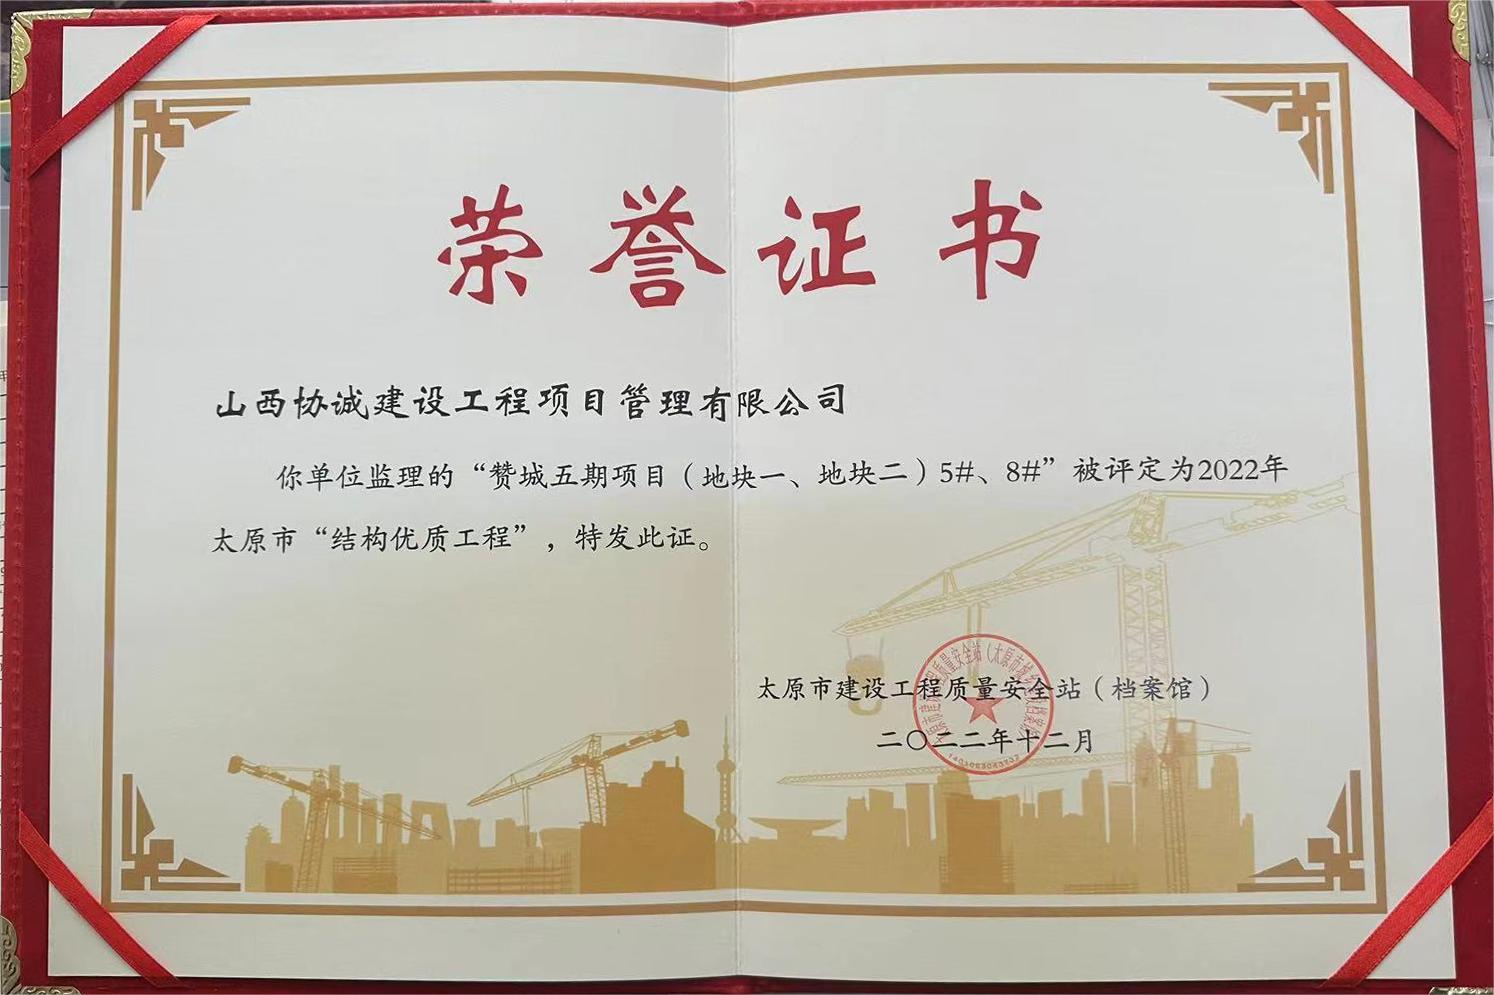 荣誉证书
山西协诚建设工程项目管理有限公司
你单位监理的“赞城五期项目（地块一、地块二）5#、8#”被评定为2022年
太原市“结构优质工程”，特发此证。
太原市建设工程质量安全站（档案馆）
二〇二二年十二月